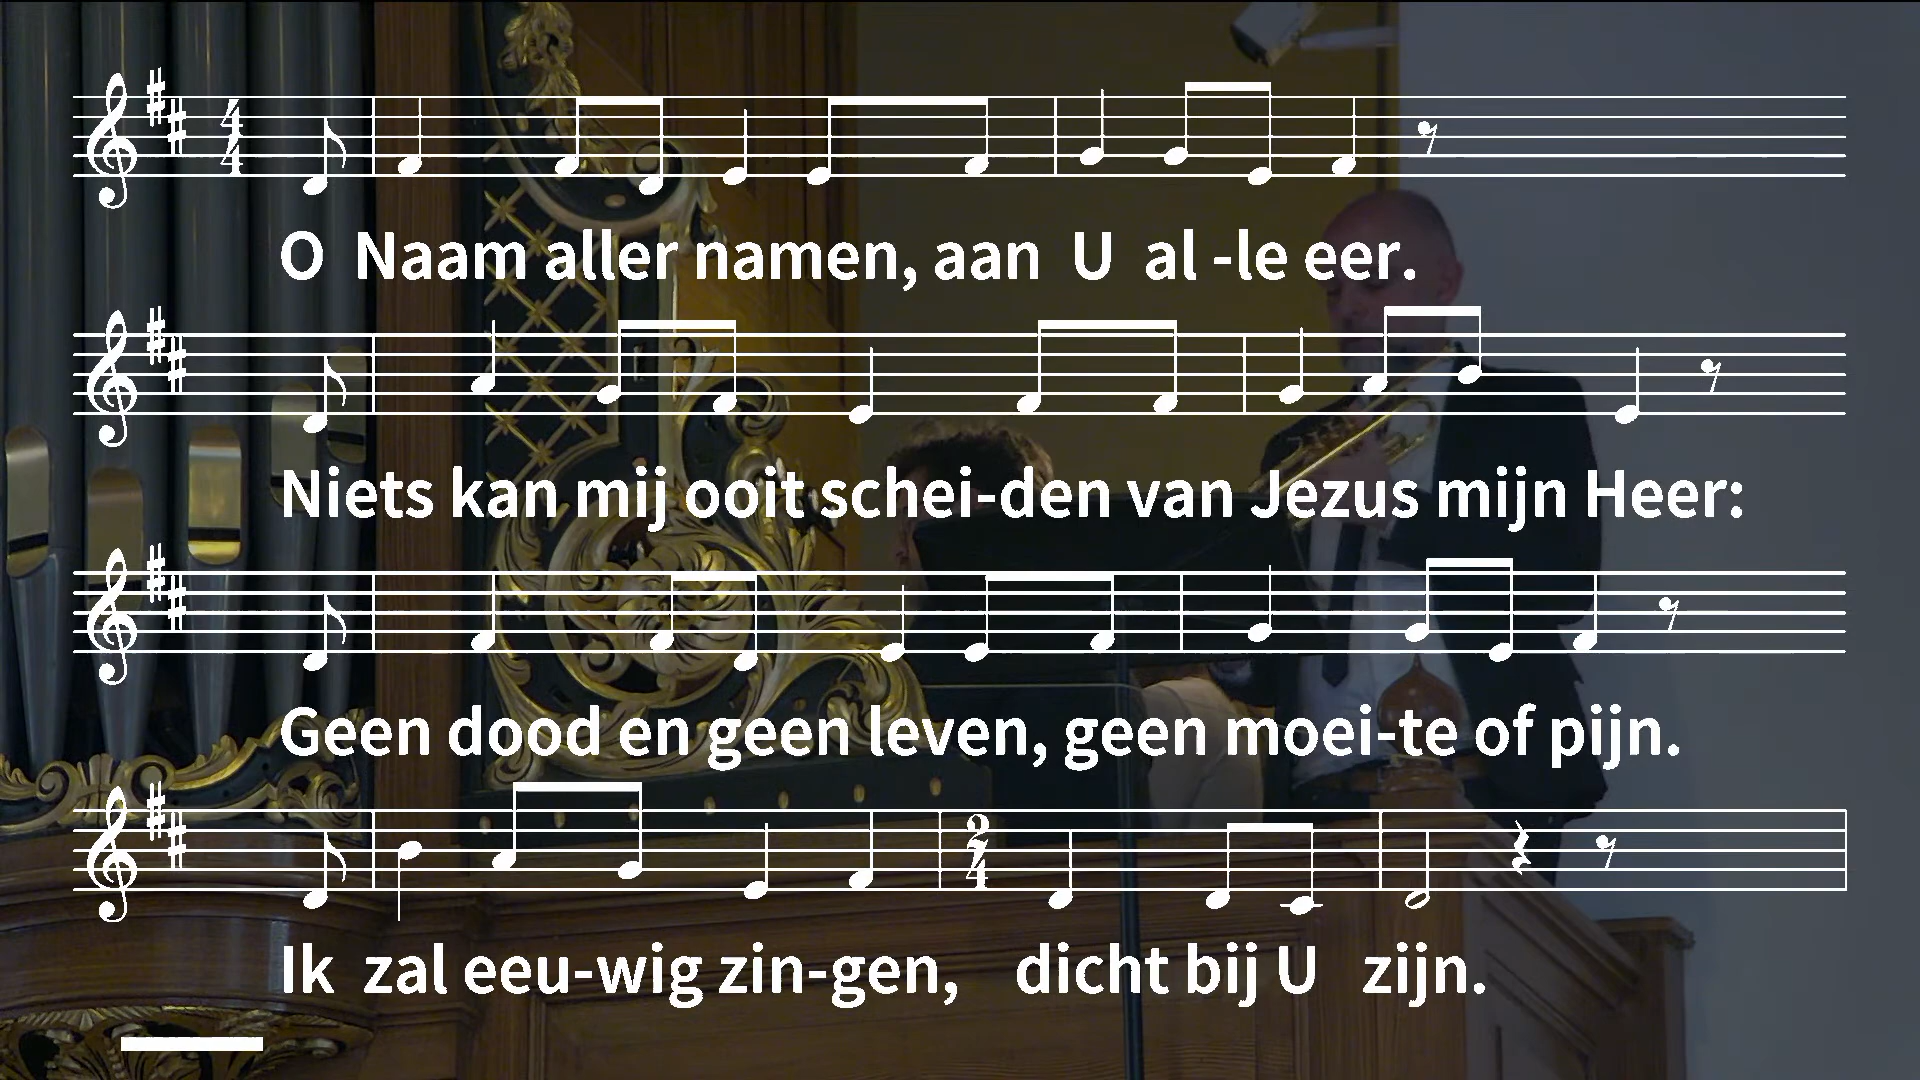 O Naam aller namen, aan U al -le eer.
Niets kan mij ooit schei-den van Jezus mijn Heer:
Geen dood en geen leven, geen moei-te of pijn.
Ik zal eeu-wig zin-gen, dicht bij U zijn.